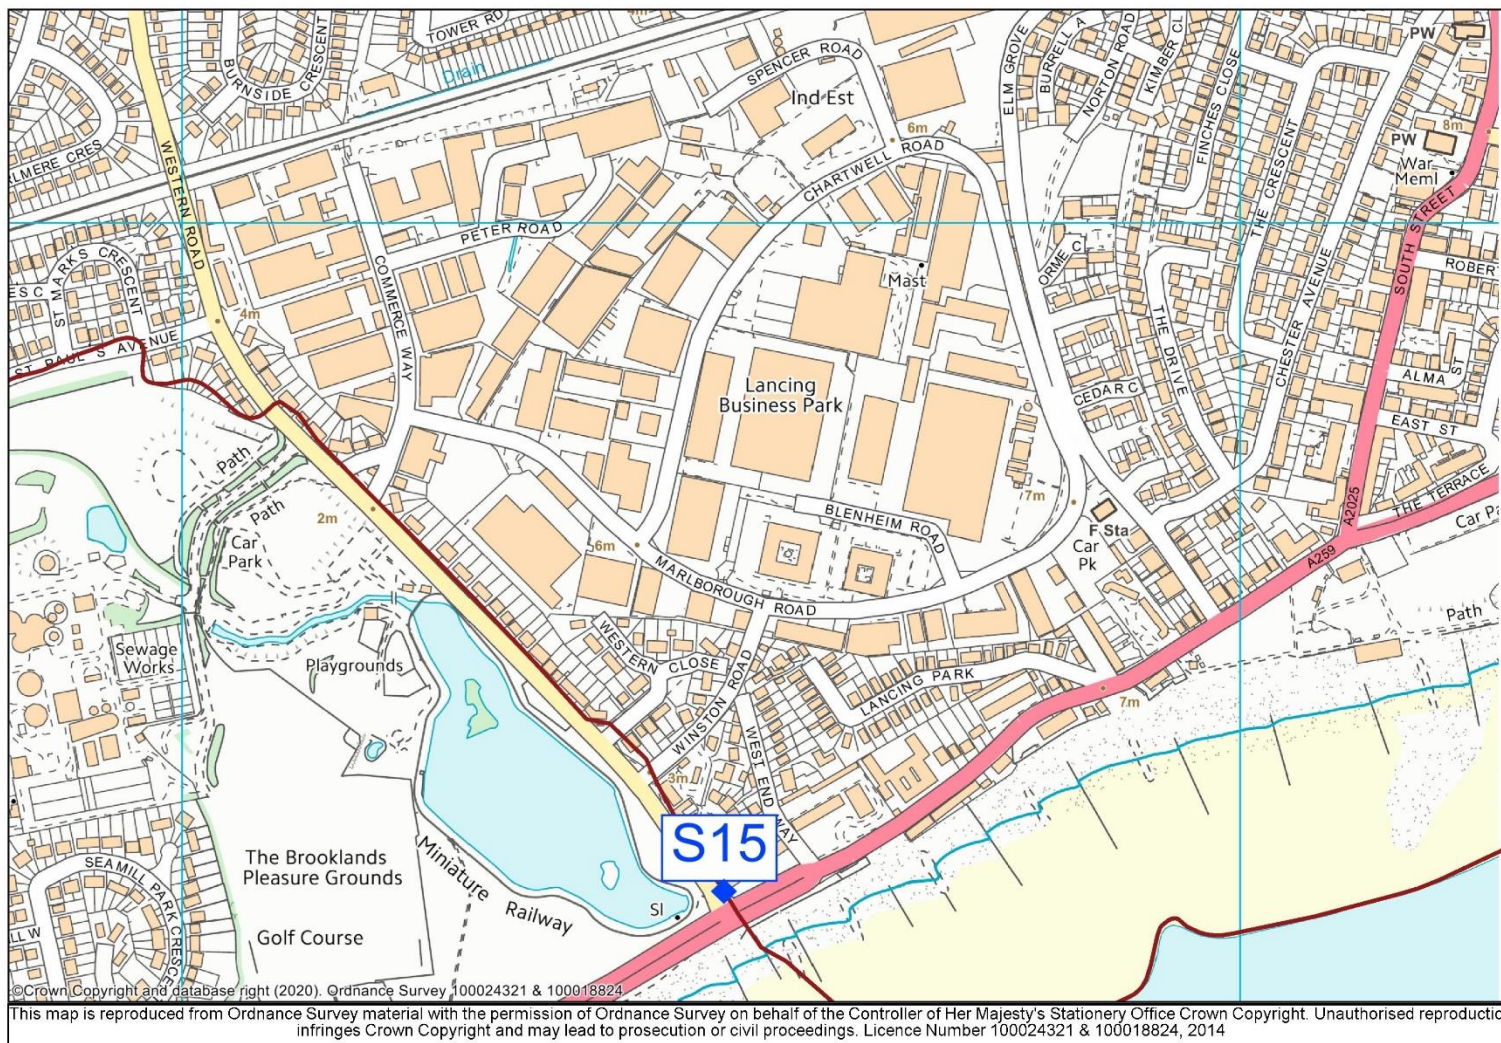 TOWER RD
BURNSIDE CRESCENT
Drain
SPENCER ROAD
Ind Est
ELM GROVE
BURRELL A
NORTON ROAD
KIMBER CL
FINCHES CLOSE
PW
8m
PW
War
Meml
6m
CHARTWELL ROAD
THE CRESCENT
LMERE CRES
WESTERN ROAD
SOUTH STREET
PETER ROAD
COMMERCE WAY
ST MARKS CRESCENT
ES C
ORME C
ROBER
Mast
CHESTER AVENUE
THE DRIVE
4m
ST PAUL'S AVENUE
Lancing
Business Park
CEDAR C
ALMA ST
EAST ST
Path
Path
2m
7m
BLENHEIM ROAD
F Sta
A2025
THE TERRACE
Car Pa
Car
Park
6m
Car
Pk
A259
MARLBOROUGH ROAD
Path
Sewage
Works
Playgrounds
WESTERN CLOSE
WINSTON ROAD
LANCING PARK
7m
WEST END WAY
3m
S15
The Brooklands
Pleasure Grounds
SEAMILL PARK CRESCE
Miniature Railway
LL W
Golf Course
Sl
©Crown Copyright and database right (2020). Ordnance Survey 100024321 & 100018824
This map is reproduced from Ordnance Survey material with the permission of Ordnance Survey on behalf of the Controller of Her Majesty's Stationery Office Crown Copyright. Unauthorised reproductio
infringes Crown Copyright and may lead to prosecution or civil proceedings. Licence Number 100024321 & 100018824, 2014